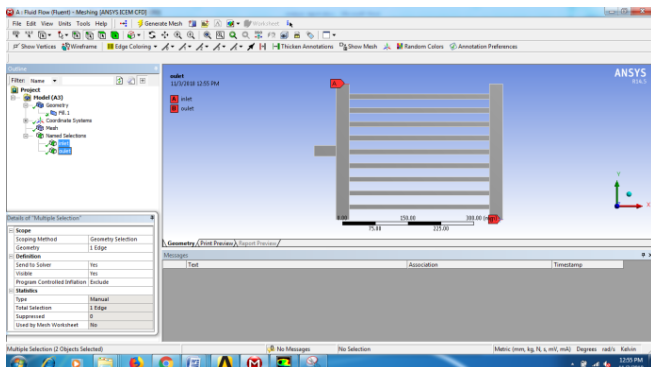 A : Fluid Flow (Fluent) - Meshing [ANSYS ICEM CFD]
File Edit View Units Tools Help Generate Mesh Worksheet
Show Vertices Wireframe Edge Coloring Thicken Annotations Show Mesh Random Colors Annotation Preferences
Outline
Filter: Name
Project
Model (A3)
Geometry
Coordinate Systems
Mesh
Named Selections
inlet
oulet
oulet
11/3/2018 12:55 PM
A inlet
B oulet
ANSYS
R14.5
A
B
Y
X
0.00 150.00 300.00 (mm)
75.00 225.00
Geometry Print Preview Report Preview
Details of "Multiple Selection"
Scope
Scoping Method Geometry Selection
Geometry 1 Edge
Definition
Send to Solver Yes
Visible Yes
Program Controlled Inflation Exclude
Statistics
Type Manual
Total Selection 1 Edge
Suppressed 0
Used by Mesh Worksheet No
Messages
Text Association Timestamp
Multiple Selection (2 Objects Selected) No Messages No Selection Metric (mm, kg, N, s, mV, mA) Degrees rad/s Kelvin
12:55 PM